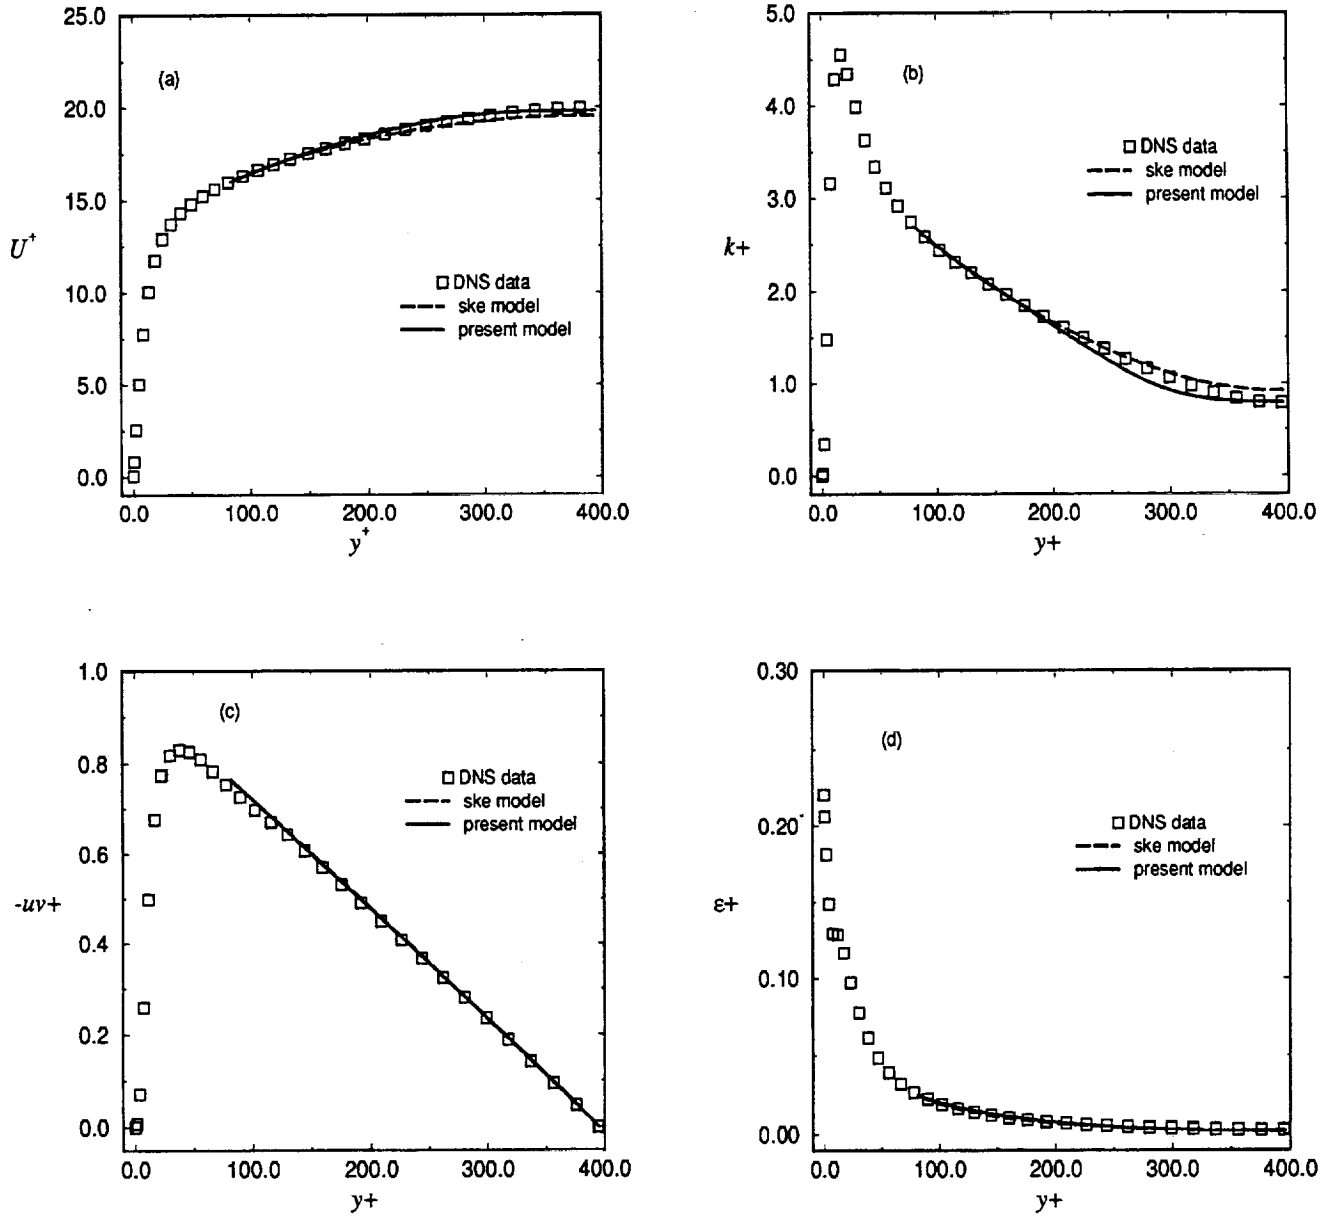 25.0
(a)
20.0
15.0
U+
10.0
5.0
0.0
DNS data
ske model
present model
0.0 100.0 200.0 300.0 400.0
y+
5.0
(b)
4.0
3.0
k+
2.0
1.0
0.0
DNS data
ske model
present model
0.0 100.0 200.0 300.0 400.0
y+
1.0
(c)
0.8
0.6
-uv+
0.4
0.2
0.0
DNS data
ske model
present model
0.0 100.0 200.0 300.0 400.0
y+
0.30
(d)
0.20
ε+
0.10
0.00
DNS data
ske model
present model
0.0 100.0 200.0 300.0 400.0
y+